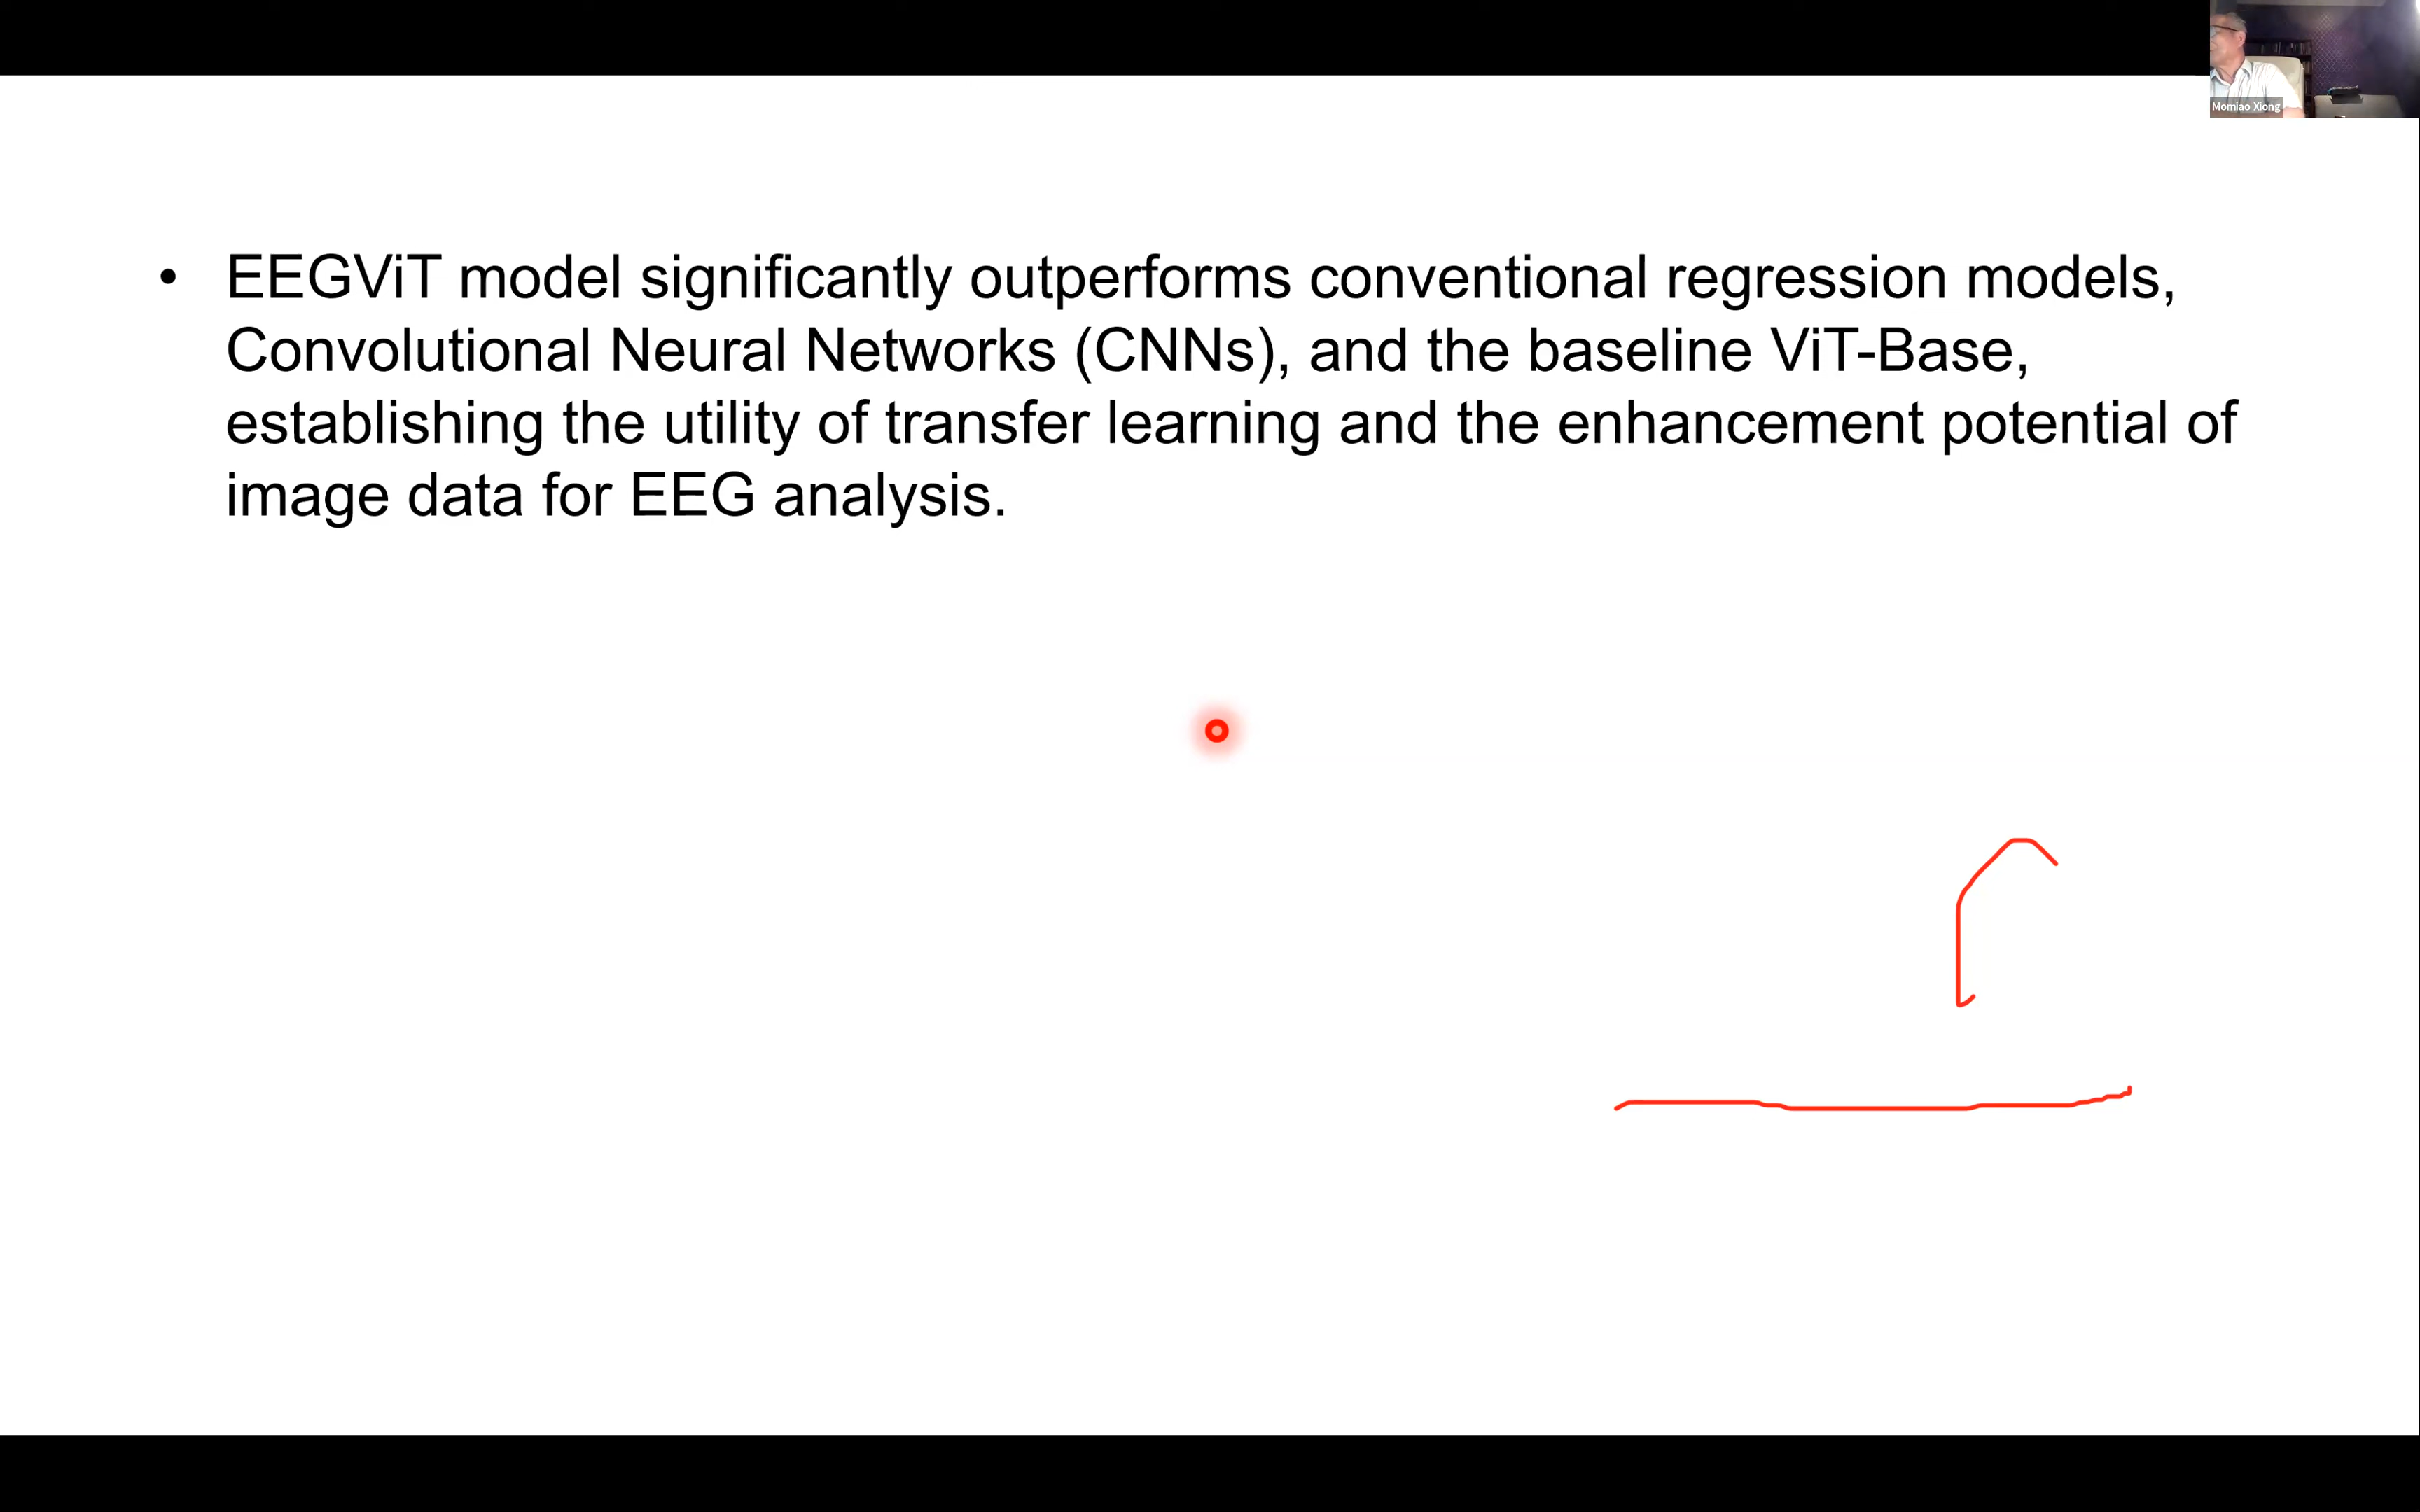 Momiao Xiong
• EEGViT model significantly outperforms conventional regression models,
Convolutional Neural Networks (CNNs), and the baseline ViT-Base,
establishing the utility of transfer learning and the enhancement potential of
image data for EEG analysis.